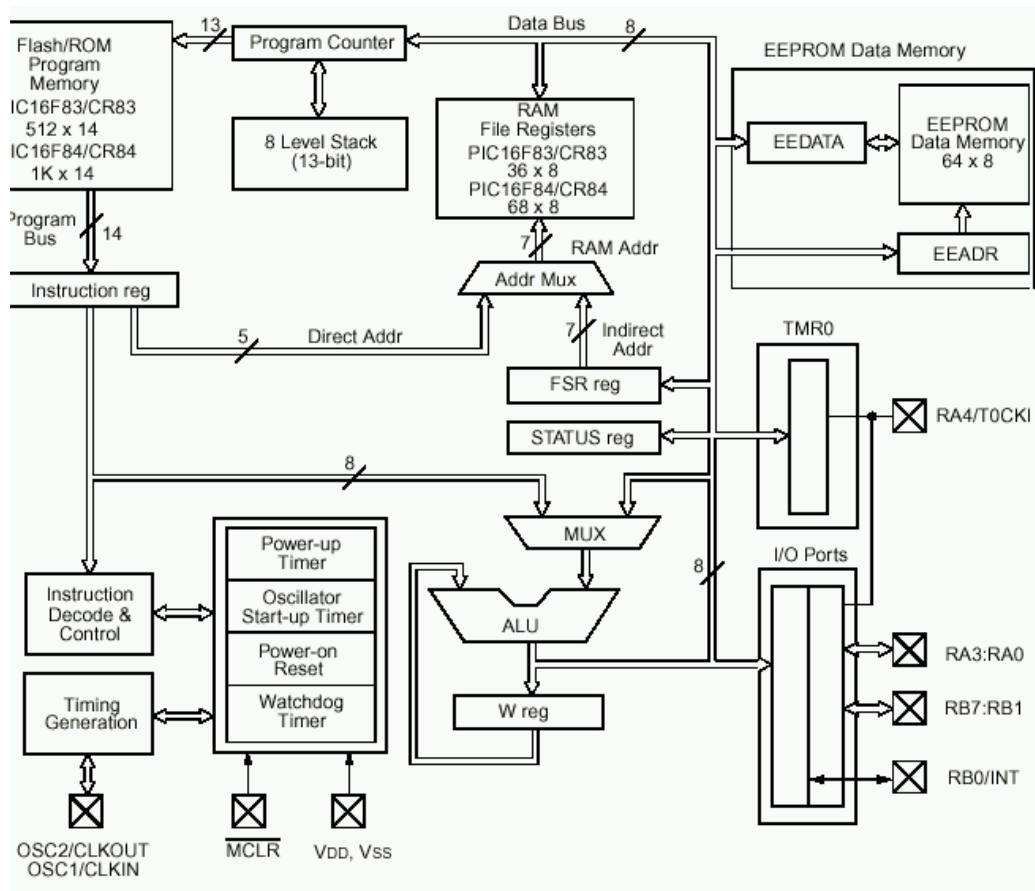 13
Program Counter
Data Bus
8
EEPROM Data Memory
Flash/ROM
Program
Memory
IC16F83/CR83
512 x 14
IC16F84/CR84
1K x 14
8 Level Stack
(13-bit)
RAM
File Registers
PIC16F83/CR83
36 x 8
PIC16F84/CR84
68 x 8
EEDATA
EEPROM
Data Memory
64 x 8
EEADR
Program
Bus
14
7
RAM Addr
Addr Mux
Instruction reg
5
Direct Addr
7
Indirect
Addr
TMR0
FSR reg
STATUS reg
RA4/T0CKI
8
MUX
Power-up
Timer
Oscillator
Start-up Timer
Power-on
Reset
Watchdog
Timer
Instruction
Decode &
Control
Timing
Generation
ALU
W reg
8
I/O Ports
RA3:RA0
RB7:RB1
RB0/INT
OSC2/CLKOUT
OSC1/CLKIN
MCLR
VDD, VSS